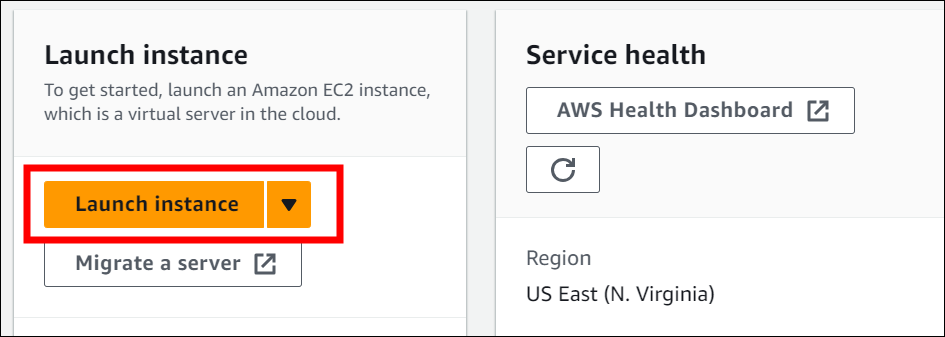 Launch instance
To get started, launch an Amazon EC2 instance,
which is a virtual server in the cloud.
Launch instance
Migrate a server
Service health
AWS Health Dashboard
Region
US East (N. Virginia)